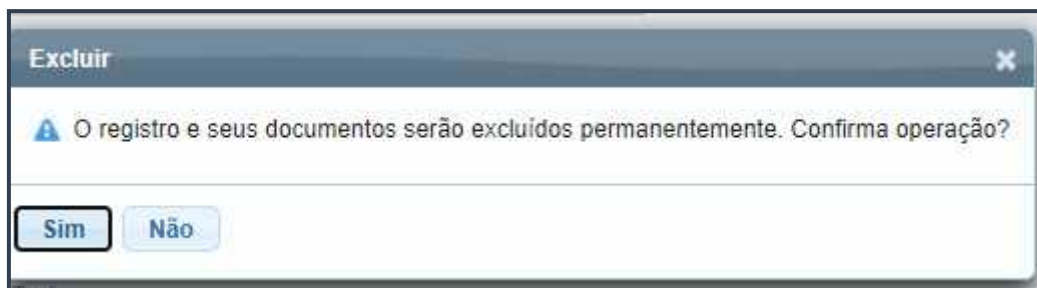 Excluir
O registro e seus documentos serão excluídos permanentemente. Confirma operação?
Sim Não